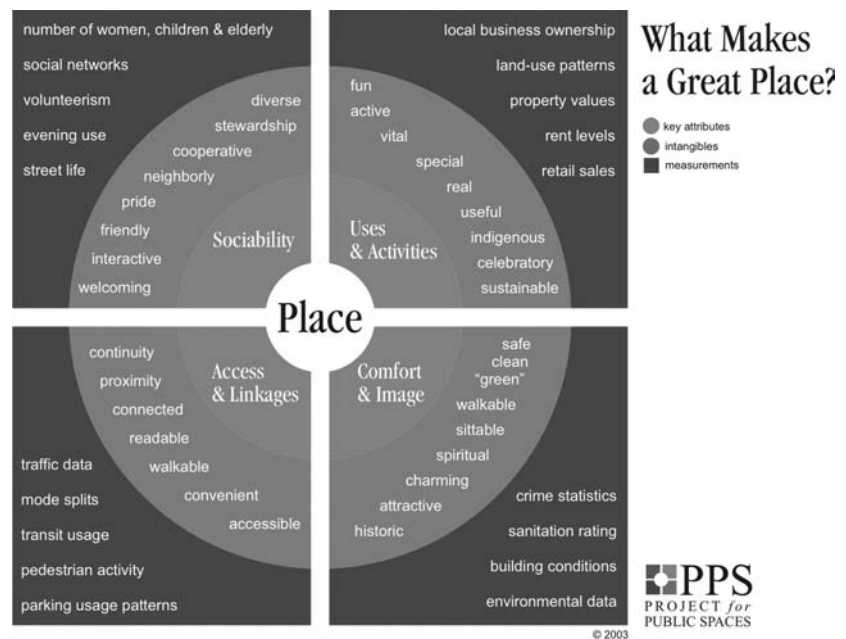 What Makes
a Great Place?
key attributes
intangibles
measurements
number of women, children & elderly
social networks
volunteerism
evening use
street life
diverse
stewardship
cooperative
neighborly
pride
friendly
interactive
welcoming
Sociability
local business ownership
land-use patterns
property values
rent levels
retail sales
fun
active
vital
special
real
useful
indigenous
celebratory
sustainable
Uses
& Activities
Place
continuity
proximity
connected
readable
walkable
convenient
accessible
Access
& Linkages
traffic data
mode splits
transit usage
pedestrian activity
parking usage patterns
Comfort
& Image
safe
clean
"green"
walkable
sittable
spiritual
charming
attractive
historic
crime statistics
sanitation rating
building conditions
environmental data
PPS
PROJECT for
PUBLIC SPACES
© 2003